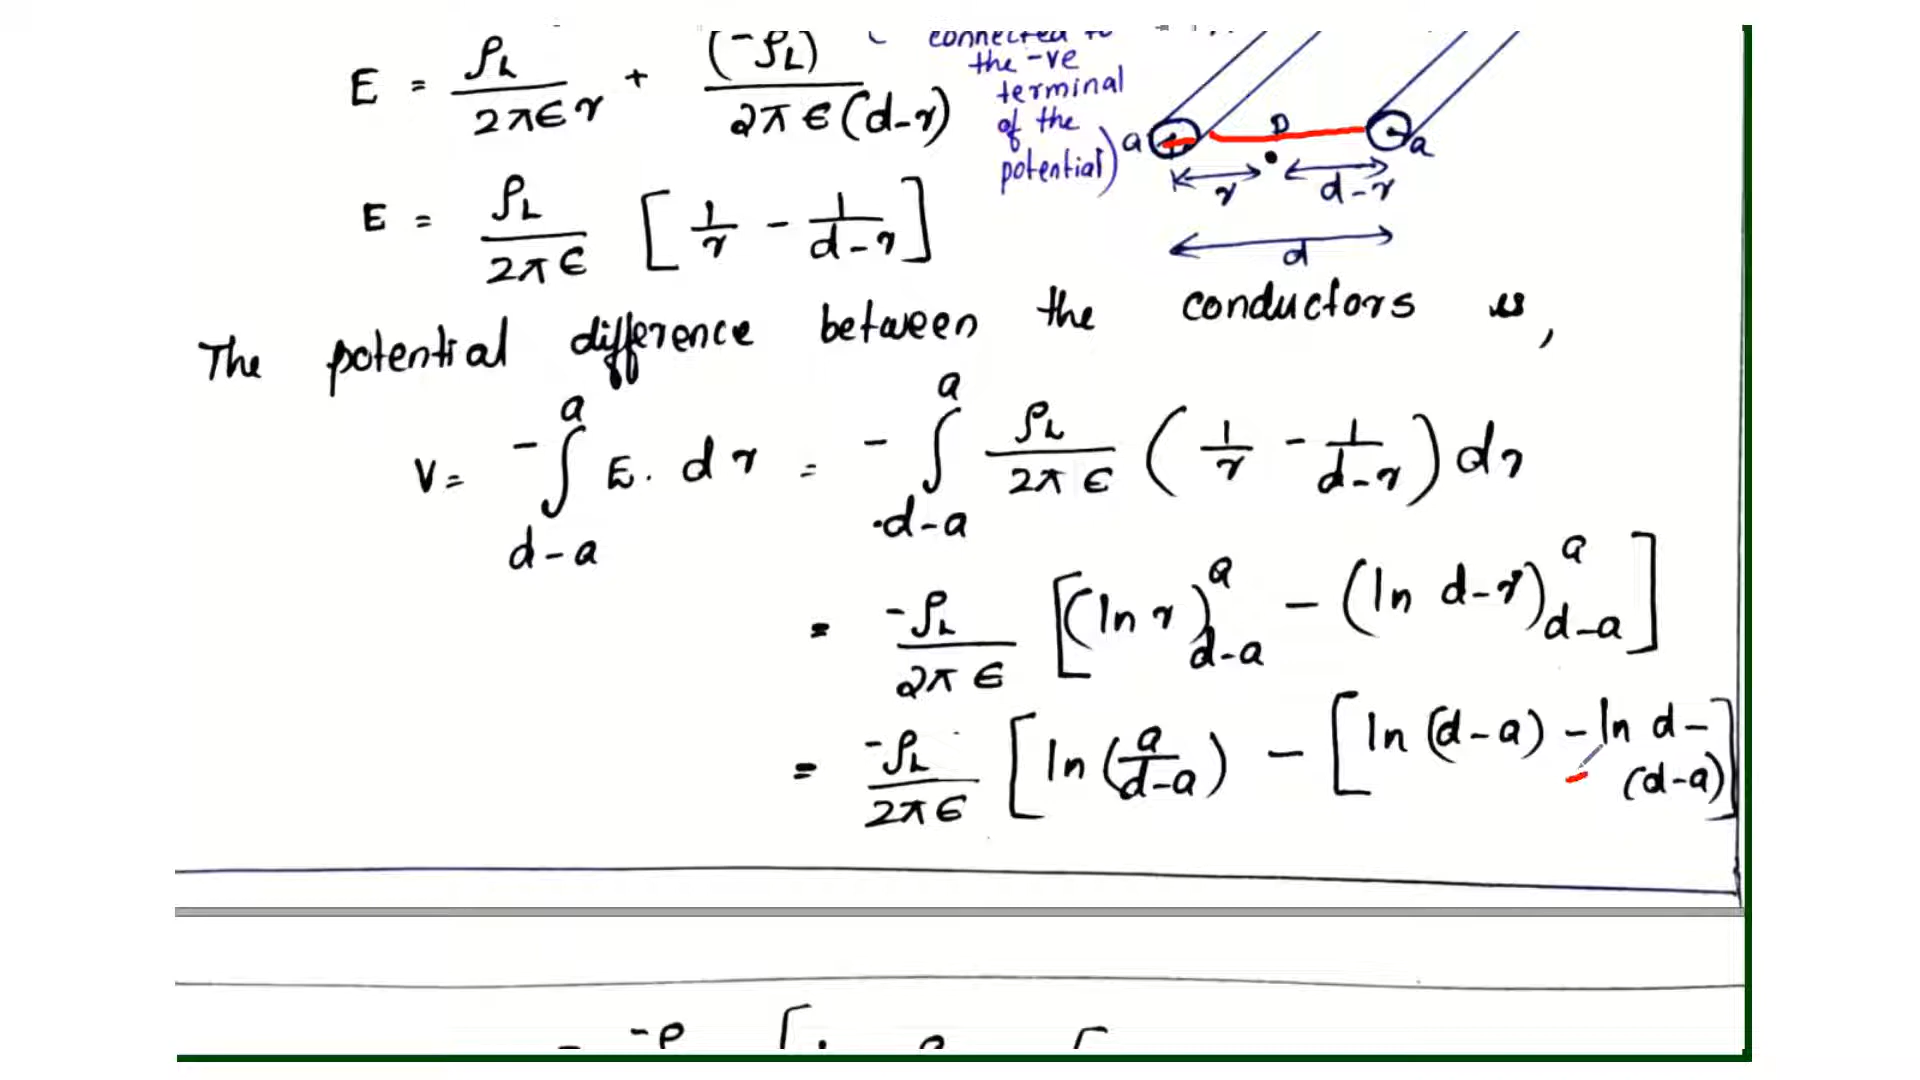 connected to
the -ve
terminal
of the
potential)
E = ρL / 2πϵr + (-ρL) / 2πϵ(d-r)
E = ρL / 2πϵ [ 1/r - 1/d-r ]
a P a
r d-r
d
The potential difference between the conductors is,
V = -∫_{d-a}^{a} E. dr = -∫_{d-a}^{a} ρL / 2πϵ ( 1/r - 1/d-r ) dr
= -ρL / 2πϵ [ (ln r)_{d-a}^{a} - (ln d-r)_{d-a}^{a} ]
= -ρL / 2πϵ [ ln (a/d-a) - [ ln (d-a) - ln d-(d-a) ]